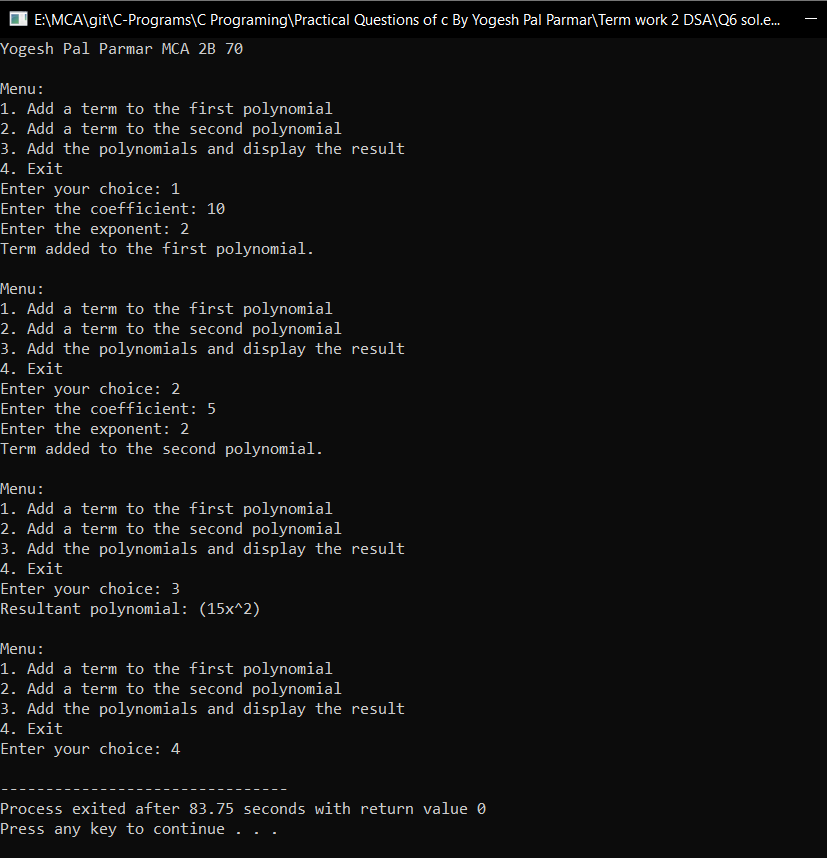 E:\MCA\git\C-Programs\C Programing\Practical Questions of c By Yogesh Pal Parmar\Term work 2 DSA\Q6 sol.e...
Yogesh Pal Parmar MCA 2B 70

Menu:
1. Add a term to the first polynomial
2. Add a term to the second polynomial
3. Add the polynomials and display the result
4. Exit
Enter your choice: 1
Enter the coefficient: 10
Enter the exponent: 2
Term added to the first polynomial.

Menu:
1. Add a term to the first polynomial
2. Add a term to the second polynomial
3. Add the polynomials and display the result
4. Exit
Enter your choice: 2
Enter the coefficient: 5
Enter the exponent: 2
Term added to the second polynomial.

Menu:
1. Add a term to the first polynomial
2. Add a term to the second polynomial
3. Add the polynomials and display the result
4. Exit
Enter your choice: 3
Resultant polynomial: (15x^2)

Menu:
1. Add a term to the first polynomial
2. Add a term to the second polynomial
3. Add the polynomials and display the result
4. Exit
Enter your choice: 4

--------------------------------
Process exited after 83.75 seconds with return value 0
Press any key to continue . . .